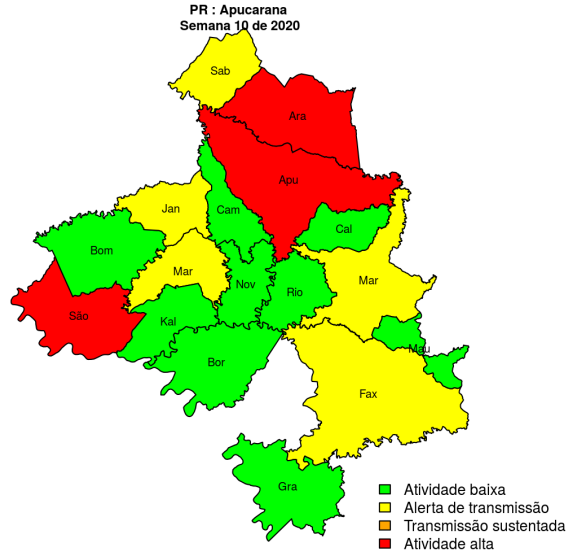 PR : Apucarana
Semana 10 de 2020
Sab
Ara
Apu
Jan
Cam
Cal
Bom
Mar
Mar
Nov
Rio
São
Kal
Mau
Bor
Fax
Gra
Atividade baixa
Alerta de transmissão
Transmissão sustentada
Atividade alta